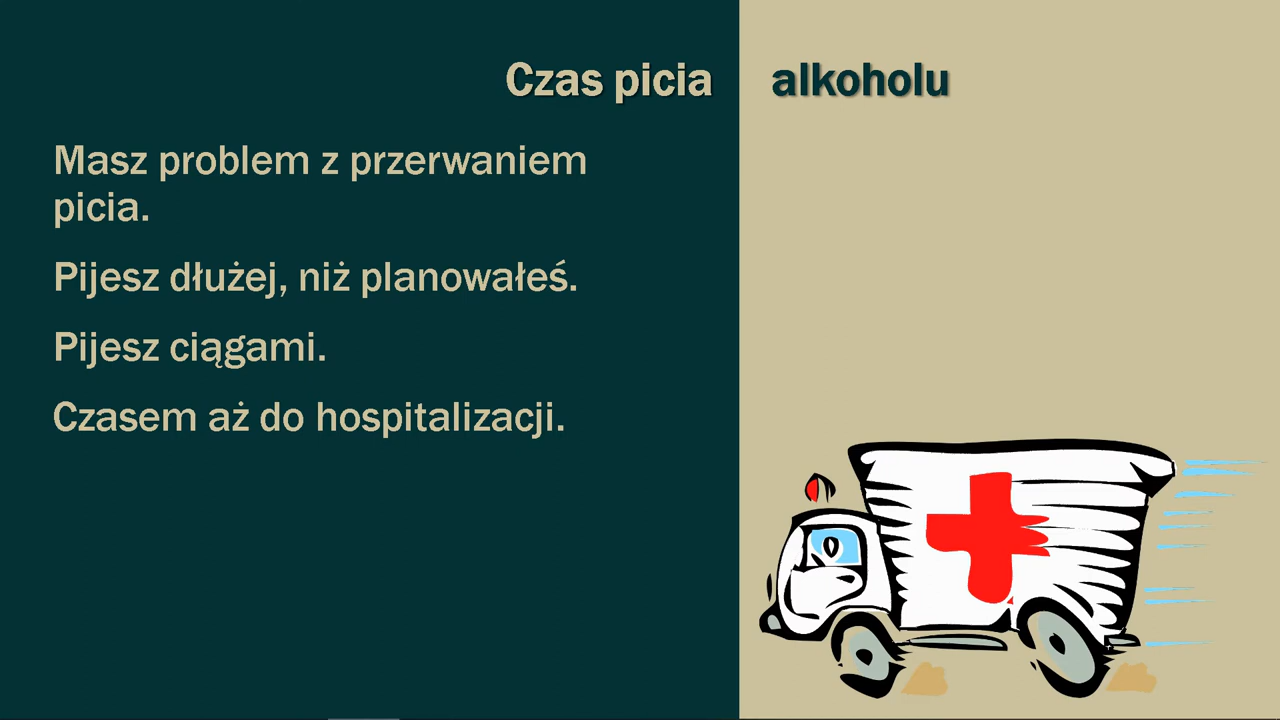 Czas picia alkoholu
Masz problem z przerwaniem
picia.
Pijesz dłużej, niż planowałeś.
Pijesz ciągami.
Czasem aż do hospitalizacji.